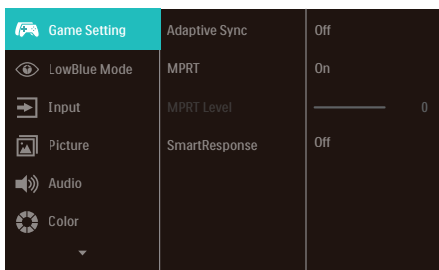 Game Setting Adaptive Sync Off
LowBlue Mode MPRT On
Input MPRT Level 0
Picture SmartResponse Off
Audio
Color